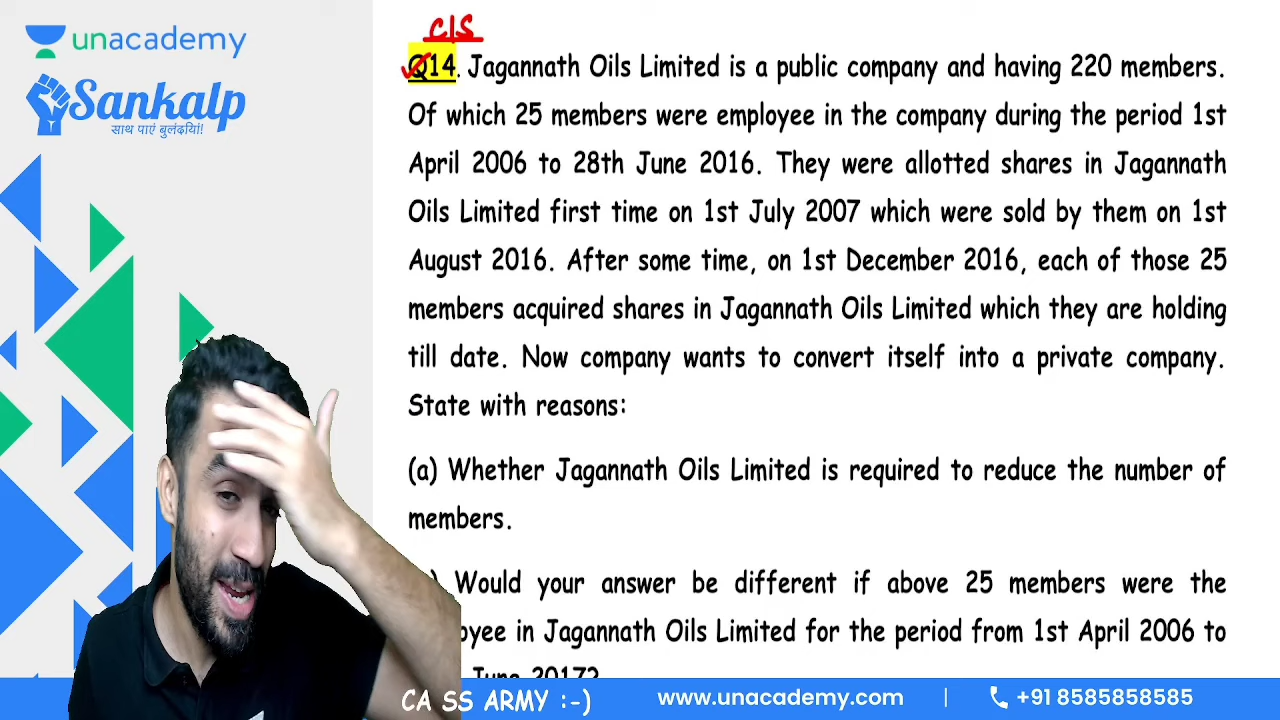 unacademy
Sankalp
साथ पाएं बुलंदियां!
C/S
Q14. Jagannath Oils Limited is a public company and having 220 members.
Of which 25 members were employee in the company during the period 1st
April 2006 to 28th June 2016. They were allotted shares in Jagannath
Oils Limited first time on 1st July 2007 which were sold by them on 1st
August 2016. After some time, on 1st December 2016, each of those 25
members acquired shares in Jagannath Oils Limited which they are holding
till date. Now company wants to convert itself into a private company.
State with reasons:
(a) Whether Jagannath Oils Limited is required to reduce the number of
members.
Would your answer be different if above 25 members were the
in Jagannath Oils Limited for the period from 1st April 2006 to
June 2017?
CA SS ARMY :-)
www.unacademy.com | +91 8585858585